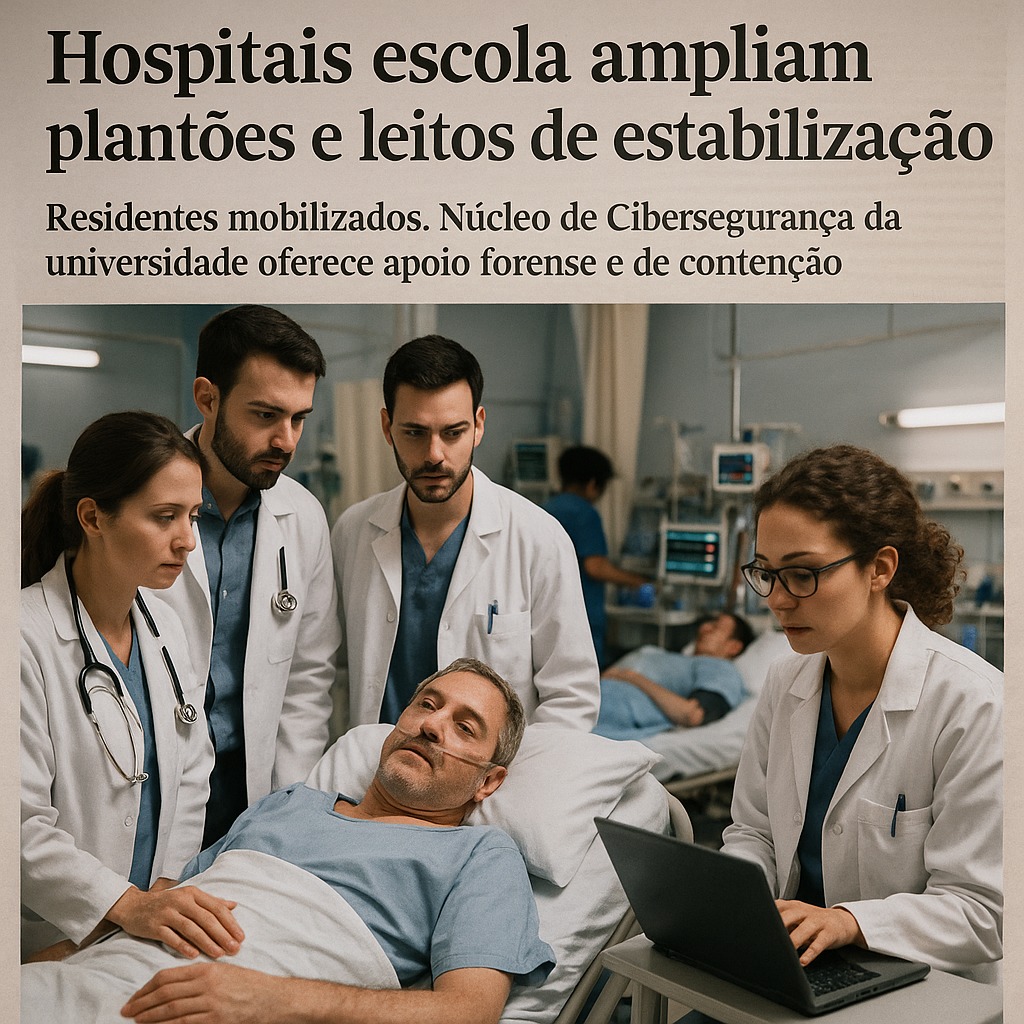 Hospitais escola ampliam
plantões e leitos de estabilização
Residentes mobilizados. Núcleo de Cibersegurança da
universidade oferece apoio forense e de contenção